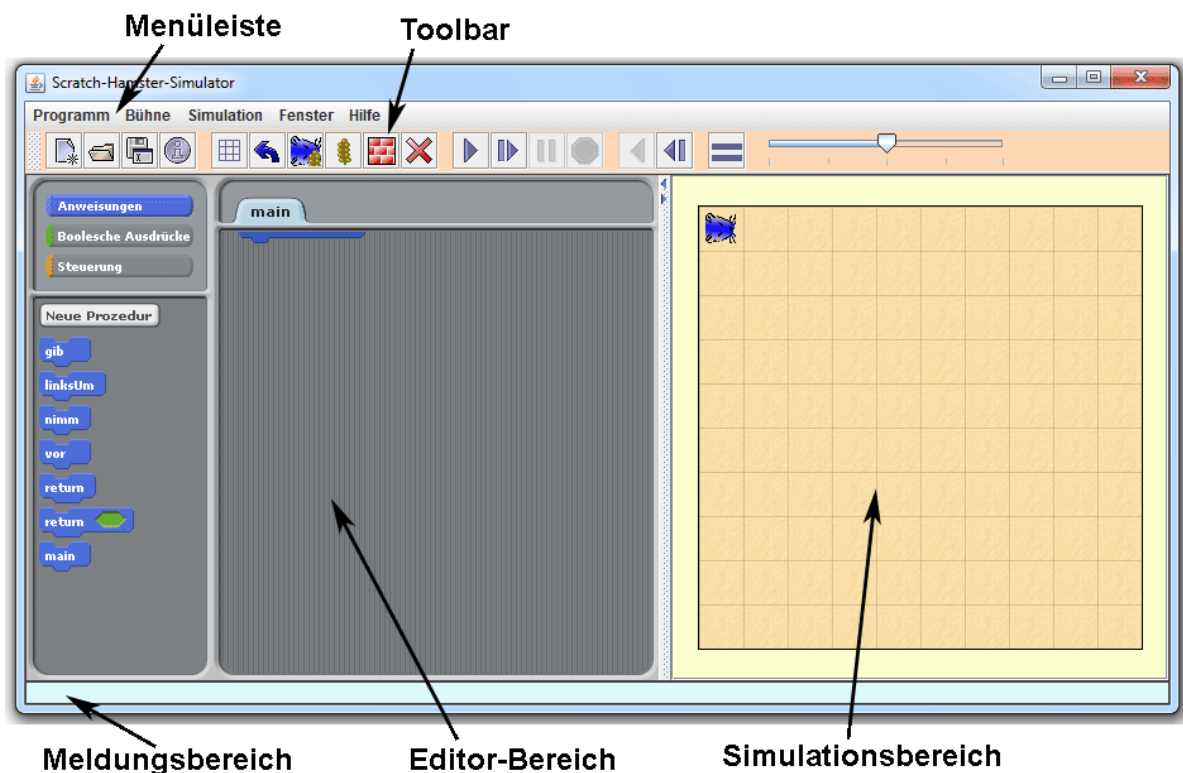 Menüleiste
Toolbar
Scratch-Hamster-Simulator
Programm Bühne Simulation Fenster Hilfe
Anweisungen
Boolesche Ausdrücke
Steuerung
main
Neue Prozedur
gib
linksUm
nimm
vor
return
return
main
Meldungsbereich
Editor-Bereich
Simulationsbereich